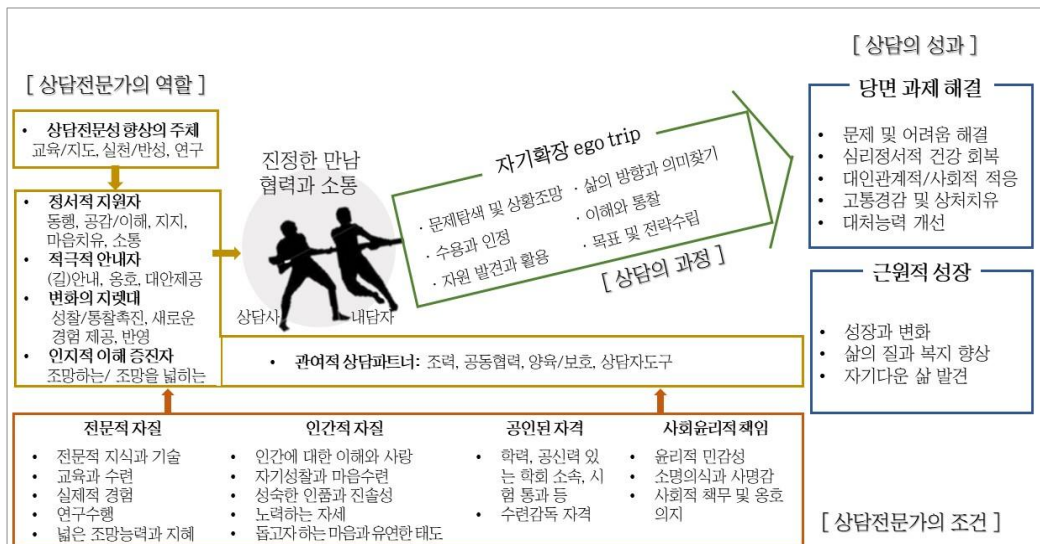 [ 상담전문가의 역할 ]
• 상담전문성 향상의 주체
교육/지도, 실천/반성, 연구
정서적 지원자
동행, 공감/이해, 지지,
마음치유, 소통
• 적극적 안내자
(길)안내, 옹호, 대안제공
• 변화의 지렛대
성찰/통찰촉진, 새로운
경험 제공, 반영
• 인지적 이해 증진자
조망하는/ 조망을 넓히는
진정한 만남
협력과 소통
상담사
내담자
자기확장 ego trip
· 문제탐색 및 상황조망
· 수용과 인정
· 자원 발견과 활용
· 삶의 방향과 의미찾기
· 이해와 통찰
· 목표 및 전략수립
[ 상담의 과정 ]
• 관여적 상담파트너: 조력, 공동협력, 양육/보호, 상담자도구
[ 상담의 성과 ]
당면 과제 해결
• 문제 및 어려움 해결
• 심리정서적 건강 회복
• 대인관계적/사회적 적응
• 고통경감 및 상처치유
• 대처능력 개선
근원적 성장
• 성장과 변화
• 삶의 질과 복지 향상
• 자기다운 삶 발견
전문적 자질
• 전문적 지식과 기술
• 교육과 수련
• 실제적 경험
• 연구수행
• 넓은 조망능력과 지혜
인간적 자질
• 인간에 대한 이해와 사랑
• 자기성찰과 마음수련
• 성숙한 인품과 진솔성
• 노력하는 자세
• 돕고자 하는 마음과 유연한 태도
공인된 자격
• 학력, 공신력 있
는 학회 소속, 시
험 통과 등
• 수련감독 자격
사회윤리적 책임
• 윤리적 민감성
• 소명의식과 사명감
• 사회적 책무 및 옹호
의지
[ 상담전문가의 조건 ]